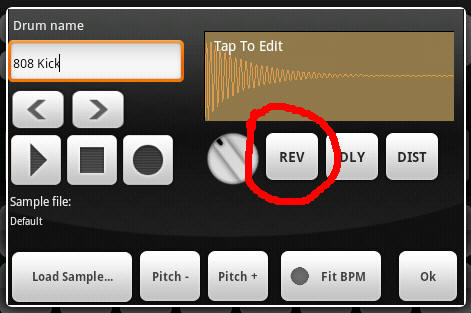 Drum name
808 Kick
Tap To Edit
REV
DLY
DIST
Sample file:
Default
Load Sample...
Pitch -
Pitch +
Fit BPM
Ok